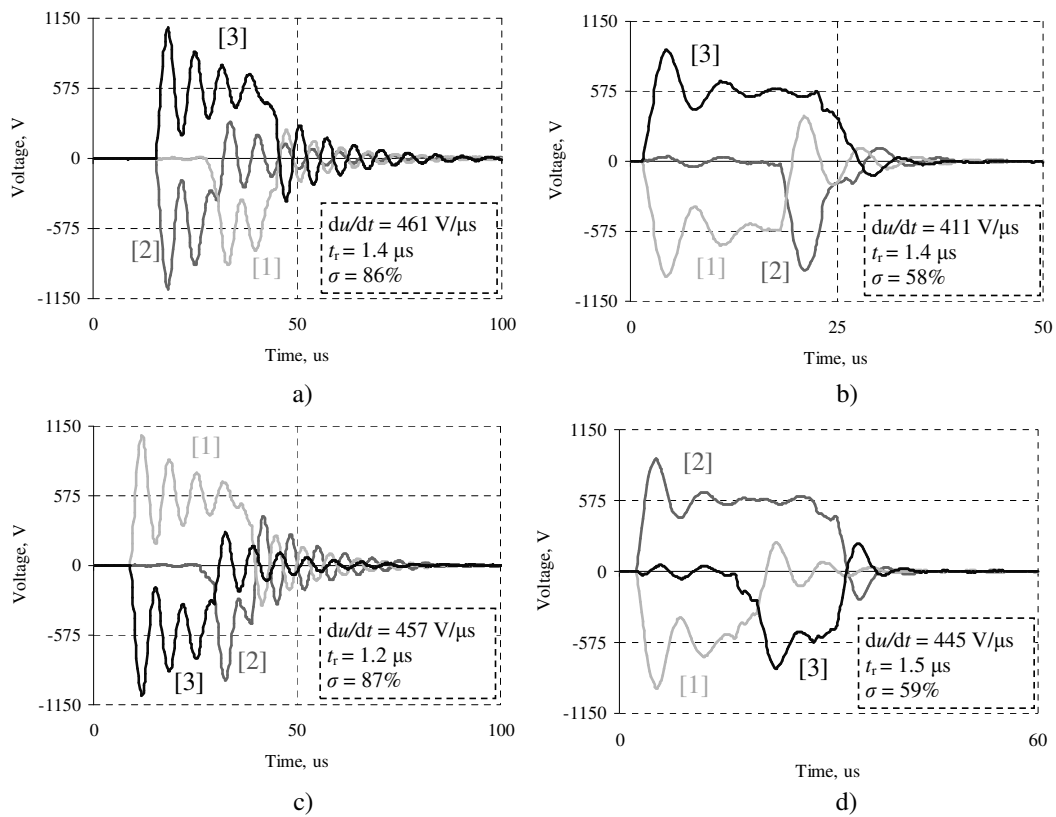 1150
575
0
-575
-1150
Voltage, V
[3]
[2]
[1]
du/dt = 461 V/μs
tr = 1.4 μs
σ = 86%
0
50
100
Time, us
a)
1150
575
0
-575
-1150
Voltage, V
[3]
[1]
[2]
du/dt = 411 V/μs
tr = 1.4 μs
σ = 58%
0
25
50
Time, us
b)
1150
575
0
-575
-1150
Voltage, V
[1]
[3]
[2]
du/dt = 457 V/μs
tr = 1.2 μs
σ = 87%
0
50
100
Time, us
c)
1150
575
0
-575
-1150
Voltage, V
[2]
[1]
[3]
du/dt = 445 V/μs
tr = 1.5 μs
σ = 59%
0
60
Time, us
d)